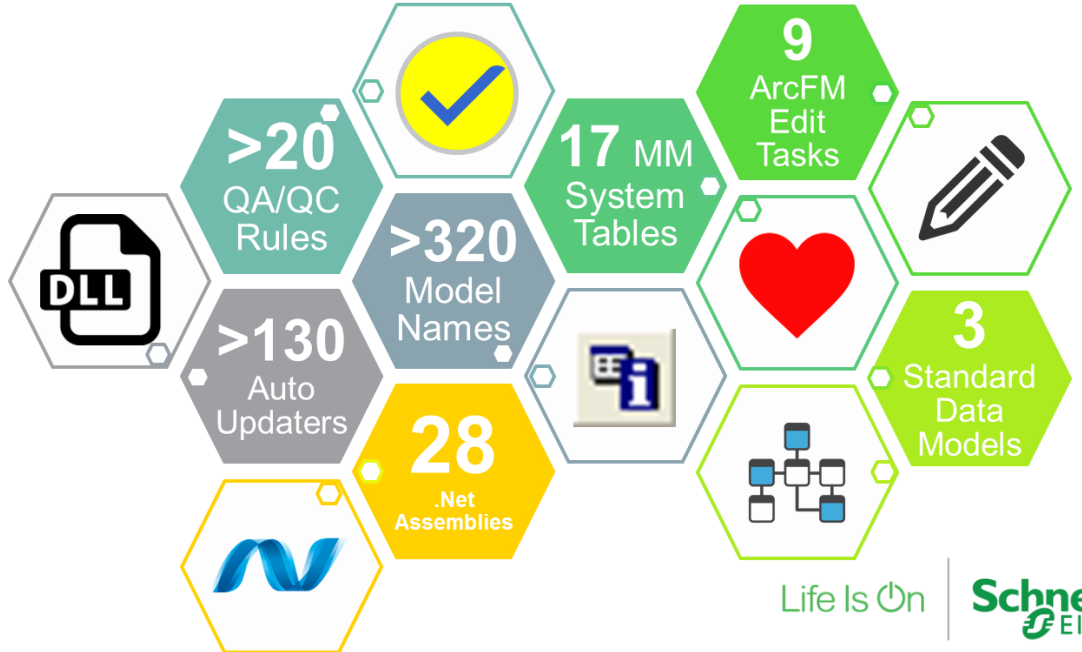 9
ArcFM
Edit
Tasks
>20
QA/QC
Rules
17 MM
System
Tables
>320
Model
Names
DLL
>130
Auto
Updaters
3
Standard
Data
Models
28
.Net
Assemblies
Life Is On